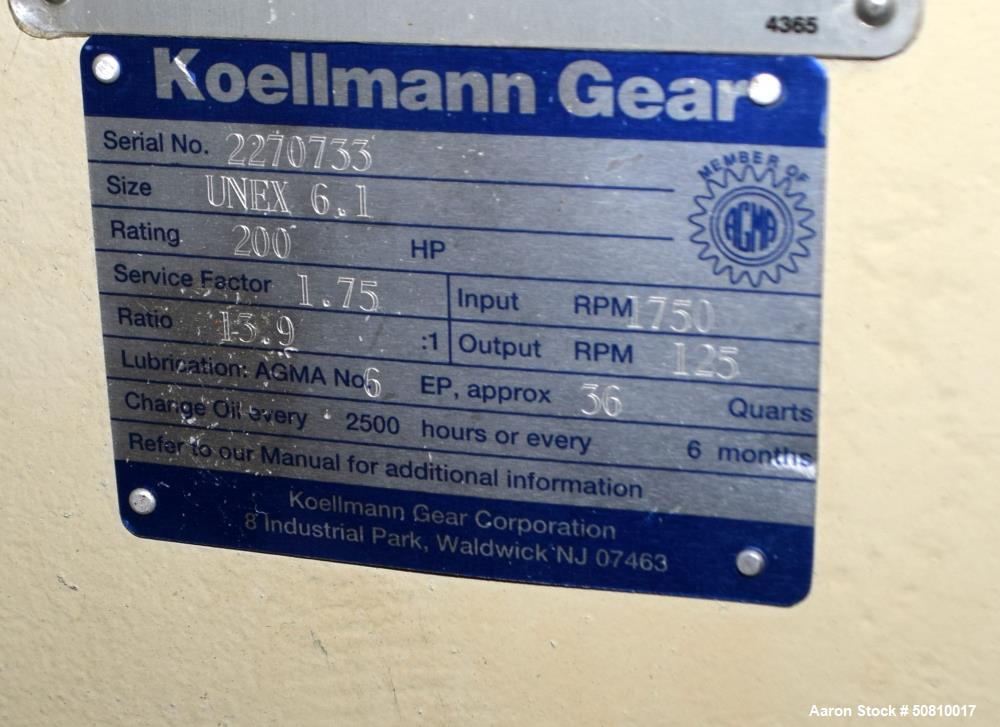 4365
Koellmann Gear
Serial No. 2270733
Size UNEX 6.1
Rating 200 HP
MEMBER OF
AGMA
Service Factor 1.75 Input RPM 1750
Ratio 13.9 :1 Output RPM 125
Lubrication: AGMA No. 6 EP, approx 36 Quarts
Change Oil every 2500 hours or every 6 months
Refer to our Manual for additional information
Koellmann Gear Corporation
8 Industrial Park, Waldwick NJ 07463
Aaron Stock # 50810017